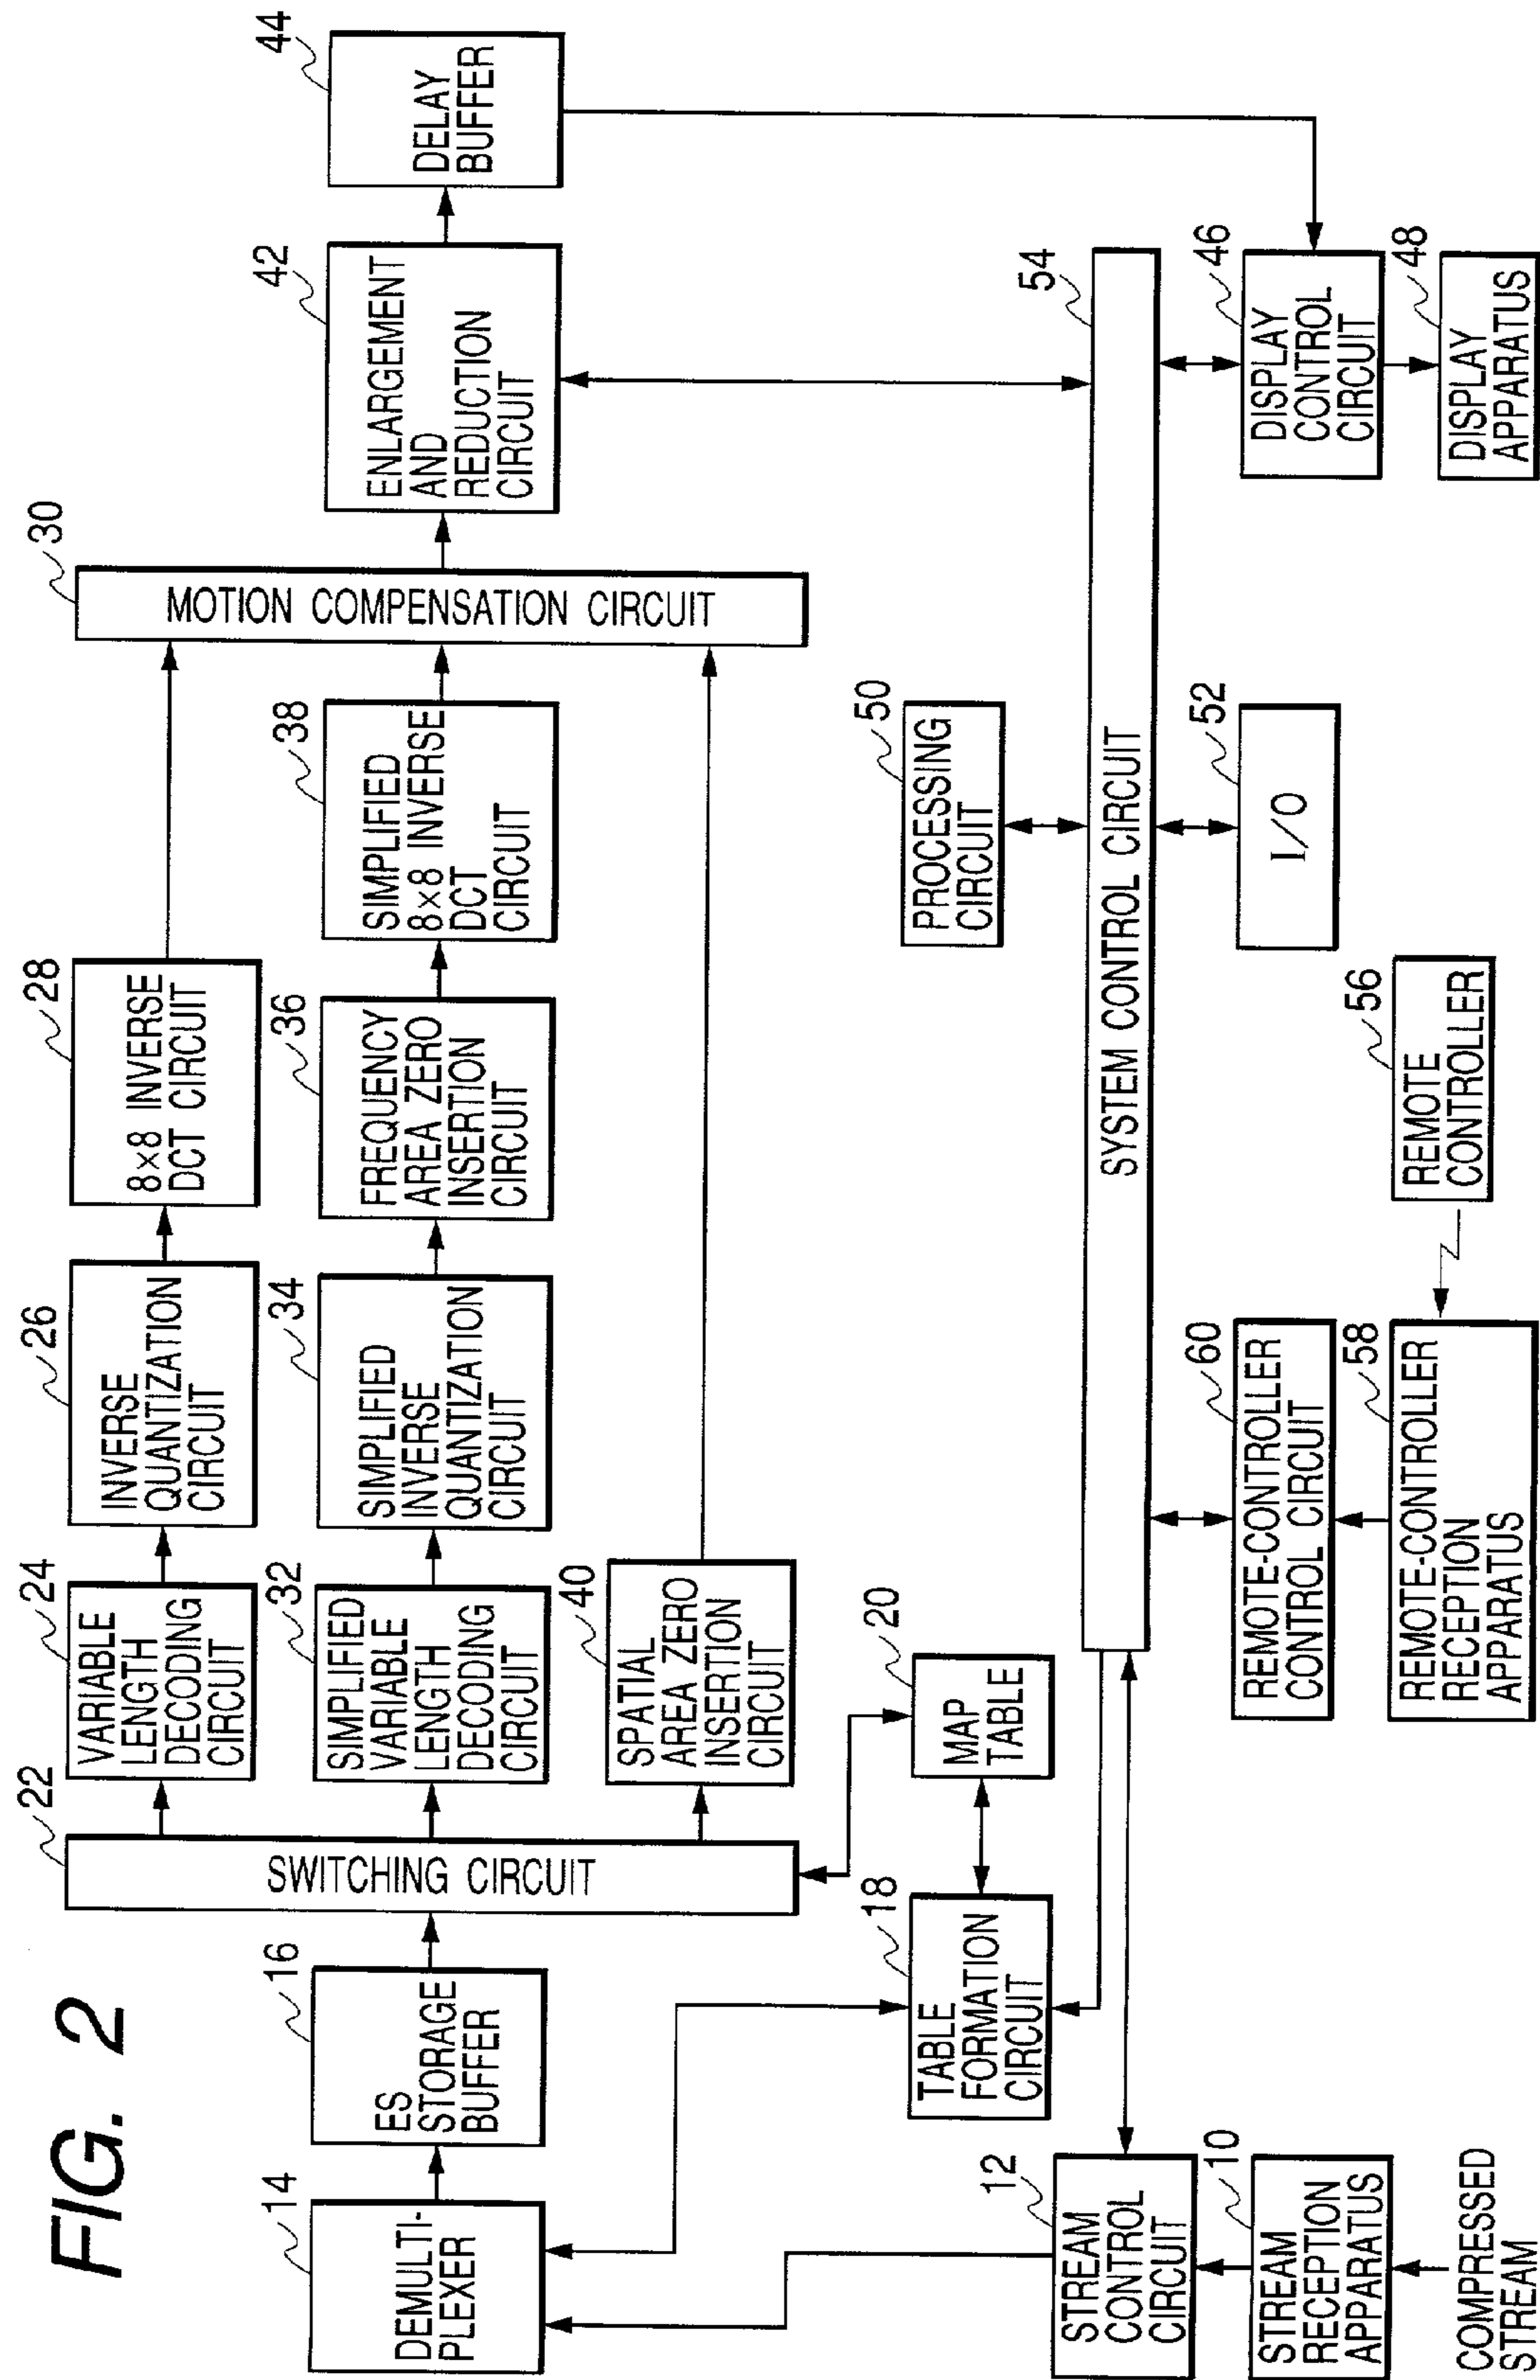 FIG. 2
14
DEMULTI-
PLEXER
16
ES
STORAGE
BUFFER
22
SWITCHING CIRCUIT
24
VARIABLE
LENGTH
DECODING
CIRCUIT
26
INVERSE
QUANTIZATION
CIRCUIT
28
8×8 INVERSE
DCT CIRCUIT
32
SIMPLIFIED
VARIABLE
LENGTH
DECODING
CIRCUIT
34
SIMPLIFIED
INVERSE
QUANTIZATION
CIRCUIT
36
FREQUENCY
AREA ZERO
INSERTION
CIRCUIT
38
SIMPLIFIED
8×8 INVERSE
DCT
CIRCUIT
40
SPATIAL
AREA ZERO
INSERTION
CIRCUIT
30
MOTION COMPENSATION CIRCUIT
42
ENLARGEMENT
AND
REDUCTION
CIRCUIT
44
DELAY
BUFFER
18
TABLE
FORMATION
CIRCUIT
20
MAP
TABLE
50
PROCESSING
CIRCUIT
54
SYSTEM CONTROL CIRCUIT
12
STREAM
CONTROL
CIRCUIT
10
STREAM
RECEPTION
APPARATUS
COMPRESSED
STREAM
60
REMOTE-CONTROLLER
CONTROL CIRCUIT
58
REMOTE-CONTROLLER
RECEPTION
APPARATUS
56
REMOTE
CONTROLLER
52
I/O
46
DISPLAY
CONTROL
CIRCUIT
48
DISPLAY
APPARATUS